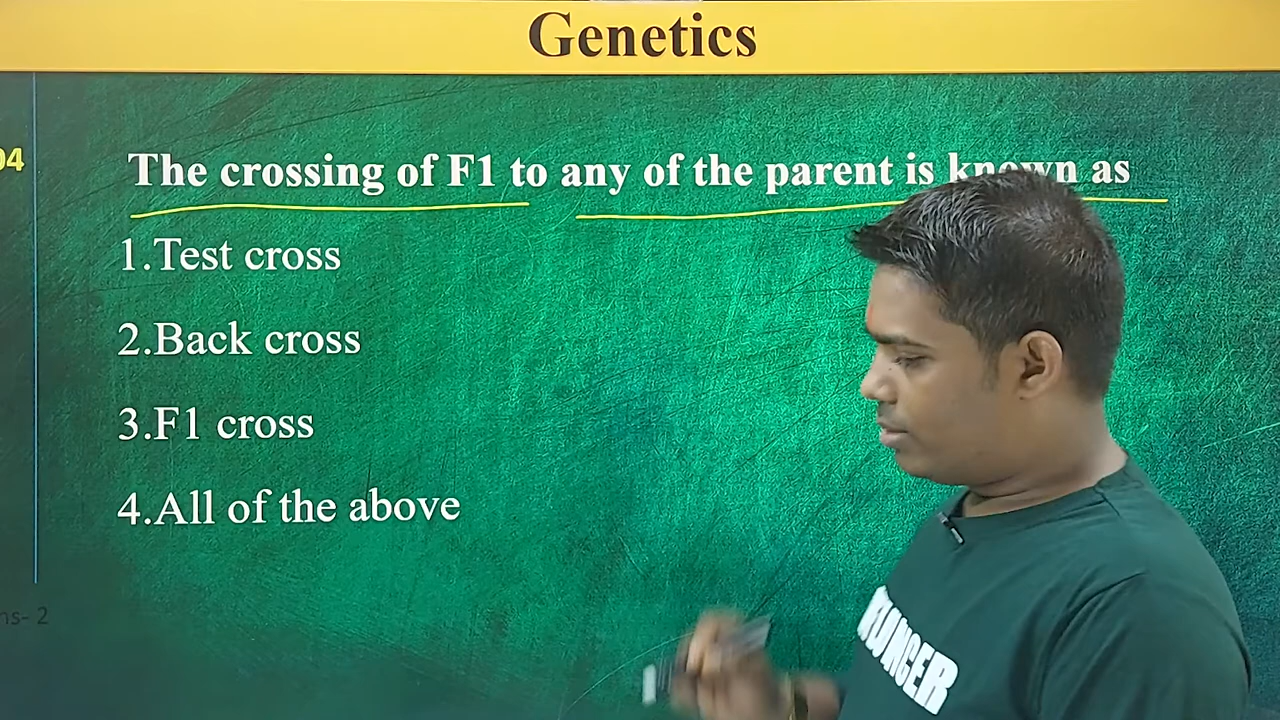 Genetics
04
The crossing of F1 to any of the parent is known as
1.Test cross
2.Back cross
3.F1 cross
4.All of the above
ns- 2